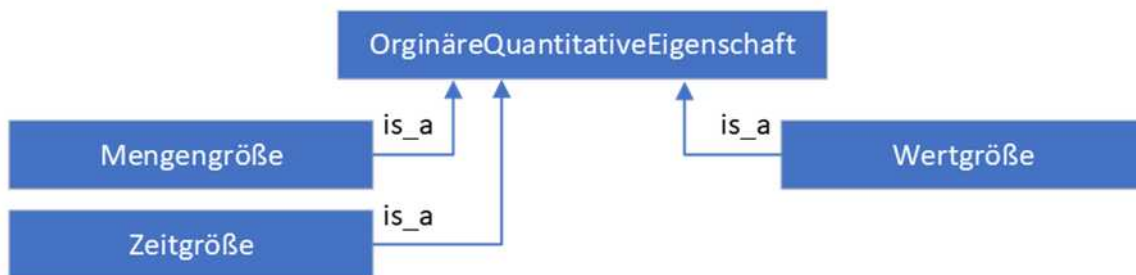 OrginäreQuantitativeEigenschaft
is_a
is_a
Mengengröße
Wertgröße
is_a
Zeitgröße